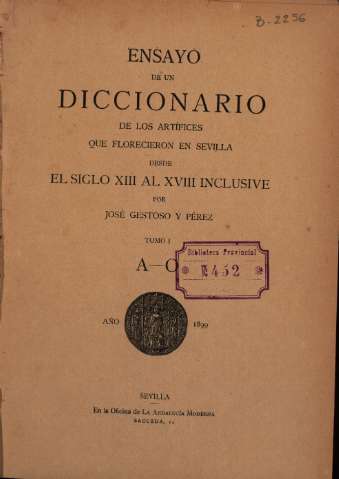 B-2256
ENSAYO
DE UN
DICCIONARIO
DE LOS ARTÍFICES
QUE FLORECIERON EN SEVILLA
DESDE
EL SIGLO XIII AL XVIII INCLUSIVE
POR
JOSÉ GESTOSO Y PÉREZ
TOMO I
A—O
Biblioteca Provincial
452
AÑO 1899
SEVILLA
En la Oficina de LA ANDALUCÍA MODERNA